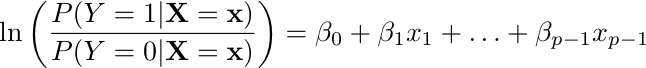 ln ( P(Y = 1|𝐗 = 𝐱) / P(Y = 0|𝐗 = 𝐱) ) = β₀ + β₁x₁ + … + βₚ₋₁xₚ₋₁